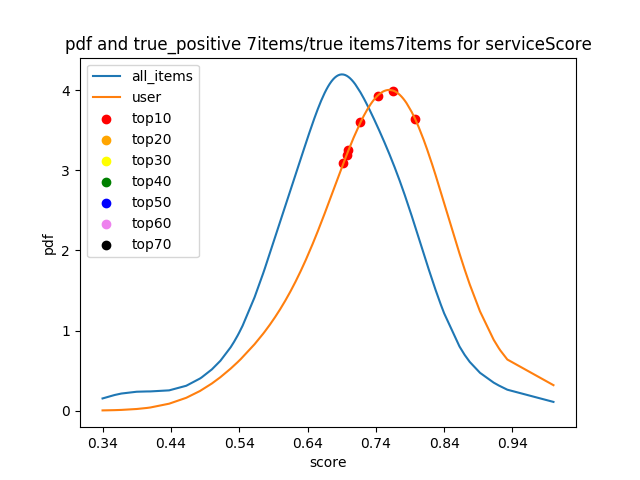 pdf and true_positive 7items/true items7items for serviceScore
all_items
user
top10
top20
top30
top40
top50
top60
top70
pdf
4
3
2
1
0
0.34 0.44 0.54 0.64 0.74 0.84 0.94
score